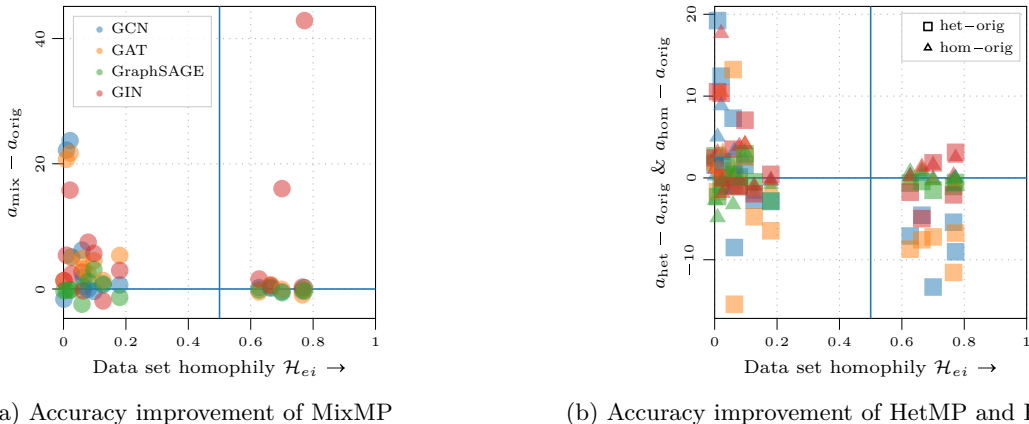 40
20
0
a_mix − a_orig
GCN
GAT
GraphSAGE
GIN
0 0.2 0.4 0.6 0.8 1
Data set homophily ℋ_ei →
a) Accuracy improvement of MixMP
20
10
0
−10
a_het − a_orig & a_hom − a_orig
het−orig
hom−orig
0 0.2 0.4 0.6 0.8 1
Data set homophily ℋ_ei →
(b) Accuracy improvement of HetMP and